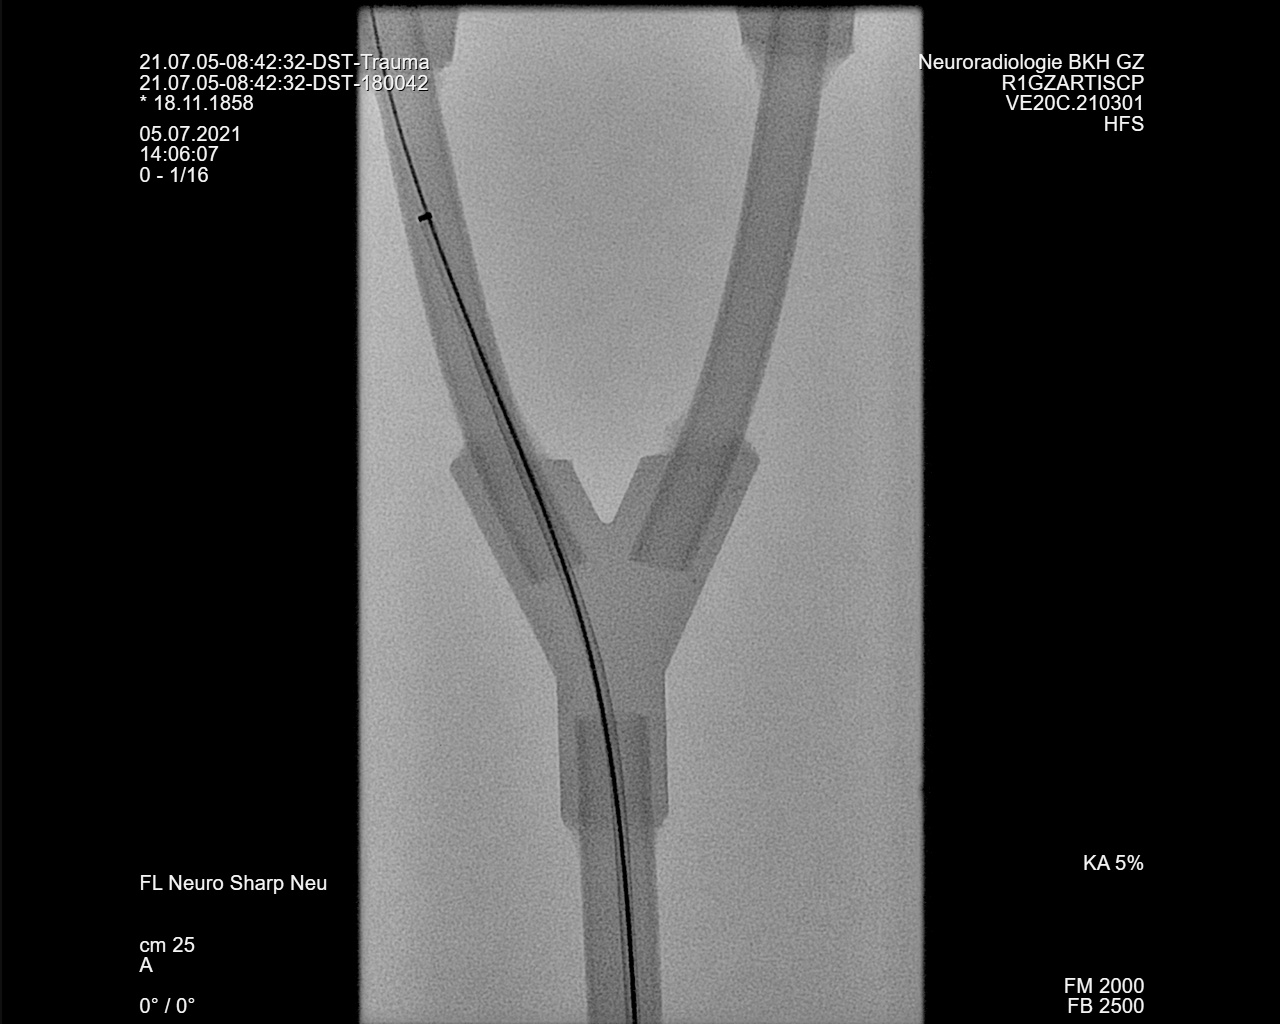 21.07.05-08:42:32-DST-Trauma
21.07.05-08:42:32-DST-180042
* 18.11.1858
05.07.2021
14:06:07
0 - 1/16
Neuroradiologie BKH GZ
R1GZARTISCP
VE20C.210301
HFS
FL Neuro Sharp Neu
cm 25
A
0° / 0°
KA 5%
FM 2000
FB 2500